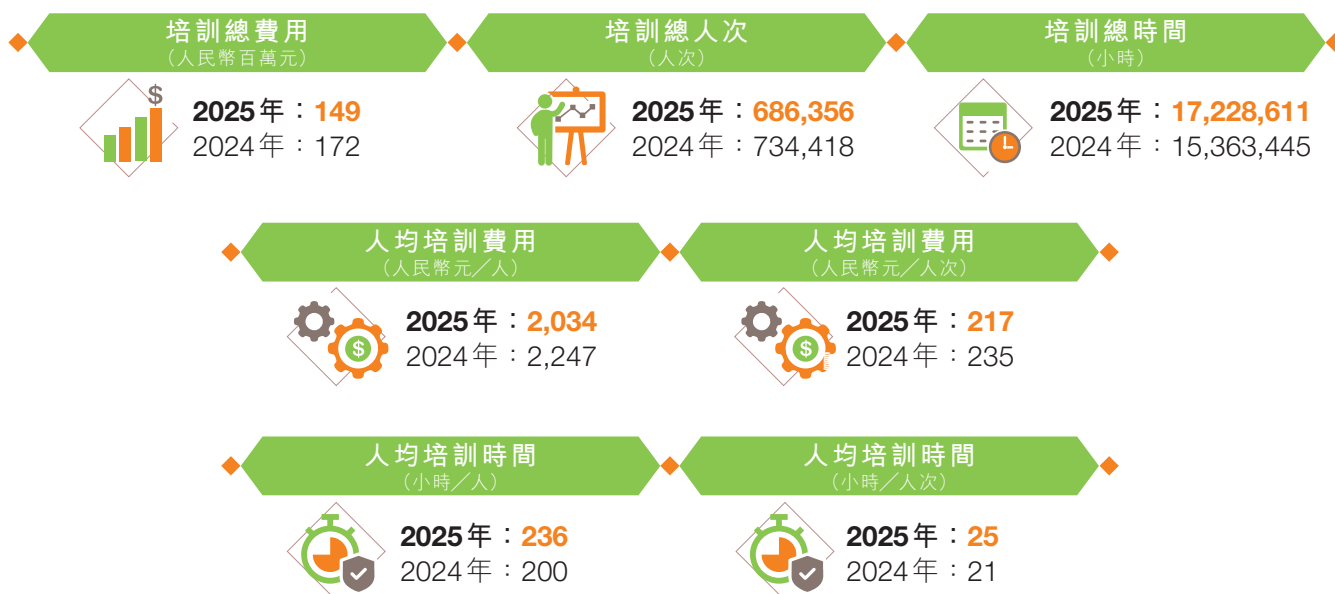 培訓總費用
(人民幣百萬元)
$
2025年：149
2024年：172
培訓總人次
(人次)
2025年：686,356
2024年：734,418
培訓總時間
(小時)
2025年：17,228,611
2024年：15,363,445
人均培訓費用
(人民幣元／人)
$
2025年：2,034
2024年：2,247
人均培訓費用
(人民幣元／人次)
$
2025年：217
2024年：235
人均培訓時間
(小時／人)
2025年：236
2024年：200
人均培訓時間
(小時／人次)
2025年：25
2024年：21